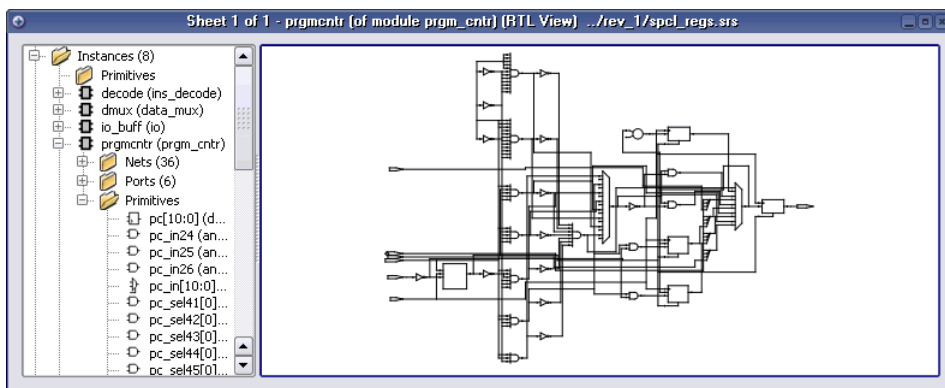 Sheet 1 of 1 - prgmcntr (of module prgm_cntr) (RTL View) ../rev_1/spcl_regs.srs
Instances (8)
Primitives
decode (ins_decode)
dmux (data_mux)
io_buff (io)
prgmcntr (prgm_cntr)
Nets (36)
Ports (6)
Primitives
pc[10:0] (d...
pc_in24 (an...
pc_in25 (an...
pc_in26 (an...
pc_in[10:0]...
pc_sel41[0]...
pc_sel42[0]...
pc_sel43[0]...
pc_sel44[0]...
pc_sel45[0]...